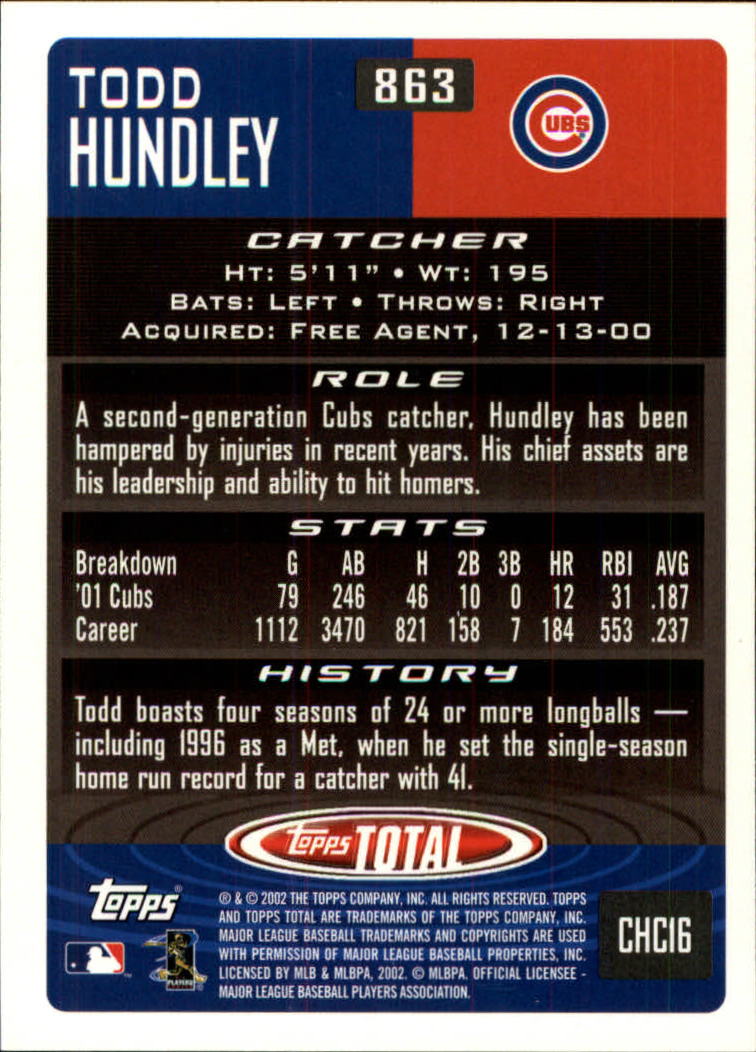 TODD
HUNDLEY
863
CUBS
CATCHER
HT: 5'11" • WT: 195
BATS: LEFT • THROWS: RIGHT
ACQUIRED: FREE AGENT, 12-13-00
ROLE
A second-generation Cubs catcher, Hundley has been
hampered by injuries in recent years. His chief assets are
his leadership and ability to hit homers.
STATS
Breakdown G AB H 2B 3B HR RBI AVG
'01 Cubs 79 246 46 10 0 12 31 .187
Career 1112 3470 821 158 7 184 553 .237
HISTORY
Todd boasts four seasons of 24 or more longballs —
including 1996 as a Met, when he set the single-season
home run record for a catcher with 41.
topps TOTAL
topps®
® & © 2002 THE TOPPS COMPANY, INC. ALL RIGHTS RESERVED. TOPPS
AND TOPPS TOTAL ARE TRADEMARKS OF THE TOPPS COMPANY, INC.
MAJOR LEAGUE BASEBALL TRADEMARKS AND COPYRIGHTS ARE USED
WITH PERMISSION OF MAJOR LEAGUE BASEBALL PROPERTIES, INC.
LICENSED BY MLB & MLBPA, 2002. © MLBPA. OFFICIAL LICENSEE -
MAJOR LEAGUE BASEBALL PLAYERS ASSOCIATION.
PLAYERS
CHC16